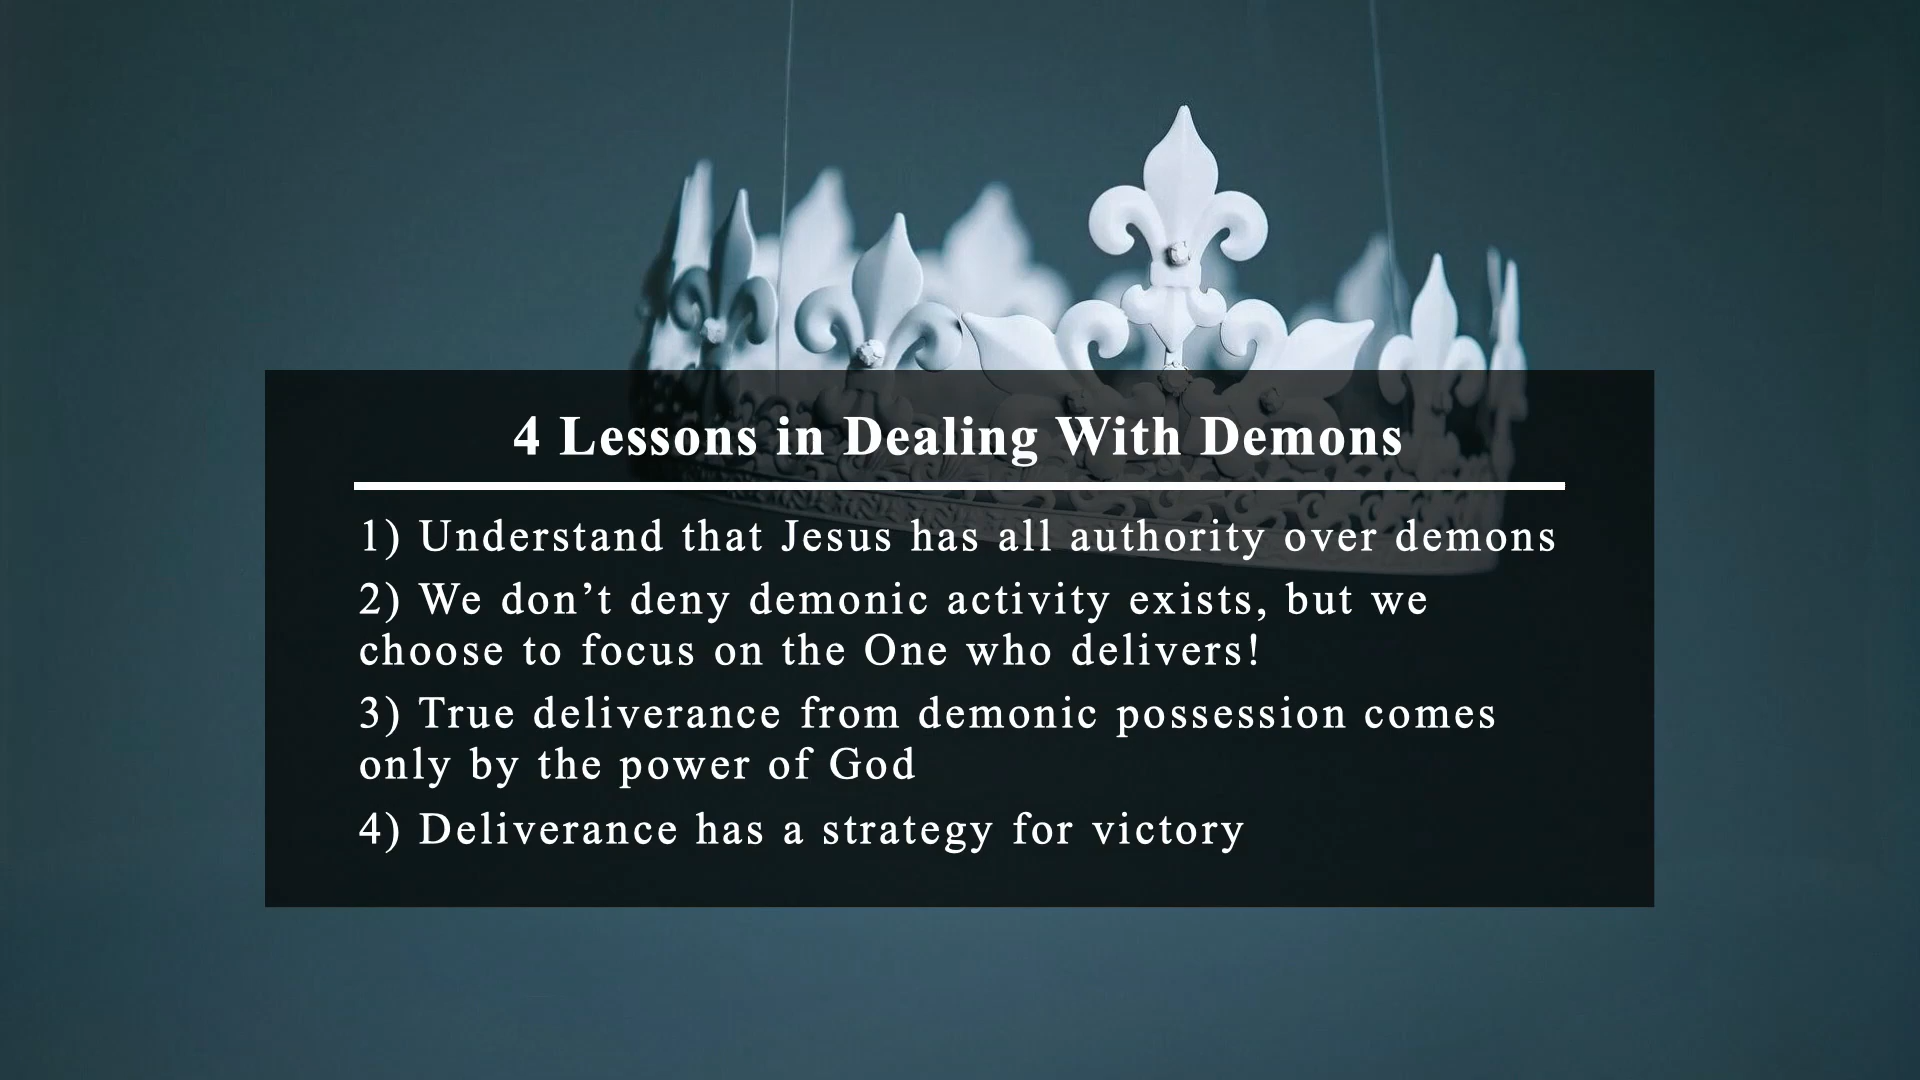 4 Lessons in Dealing With Demons
1) Understand that Jesus has all authority over demons
2) We don’t deny demonic activity exists, but we
choose to focus on the One who delivers!
3) True deliverance from demonic possession comes
only by the power of God
4) Deliverance has a strategy for victory